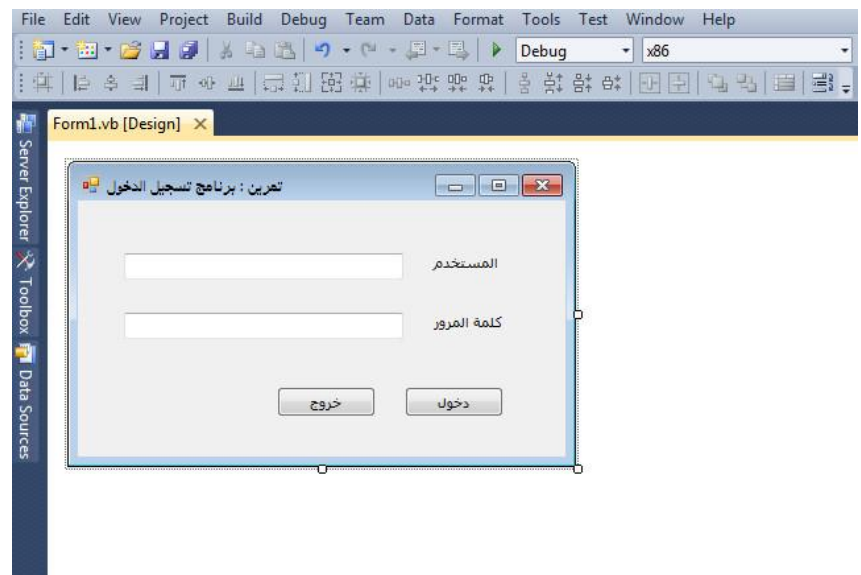 File Edit View Project Build Debug Team Data Format Tools Test Window Help
Debug x86
Form1.vb [Design]
Server Explorer
Toolbox
Data Sources
تمرين : برنامج تسجيل الدخول
المستخدم
كلمة المرور
دخول خروج